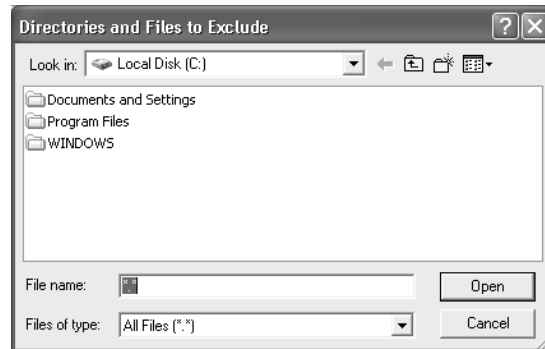 Directories and Files to Exclude
Look in: Local Disk (C:)
Documents and Settings
Program Files
WINDOWS
File name: *.* Open
Files of type: All Files (*.*) Cancel